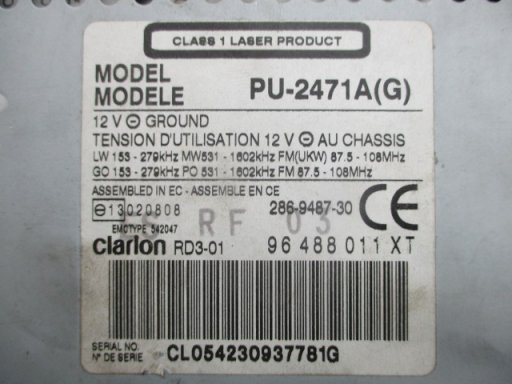 CLASS 1 LASER PRODUCT
MODEL
MODELE PU-2471A(G)
12 V ⊖ GROUND
TENSION D'UTILISATION 12 V ⊖ AU CHASSIS
LW 153 - 279kHz MW531 - 1602kHz FM(UKW) 87.5 - 108MHz
GO 153 - 279kHz PO 531 - 1602kHz FM 87.5 - 108MHz
ASSEMBLED IN EC - ASSEMBLE EN CE
e13020808 286-9487-30 CE
RF 03
EMCTYPE 542047
Clarion RD3-01 96 488 011 XT
SERIAL NO.
N° DE SERIE CL054230937781G